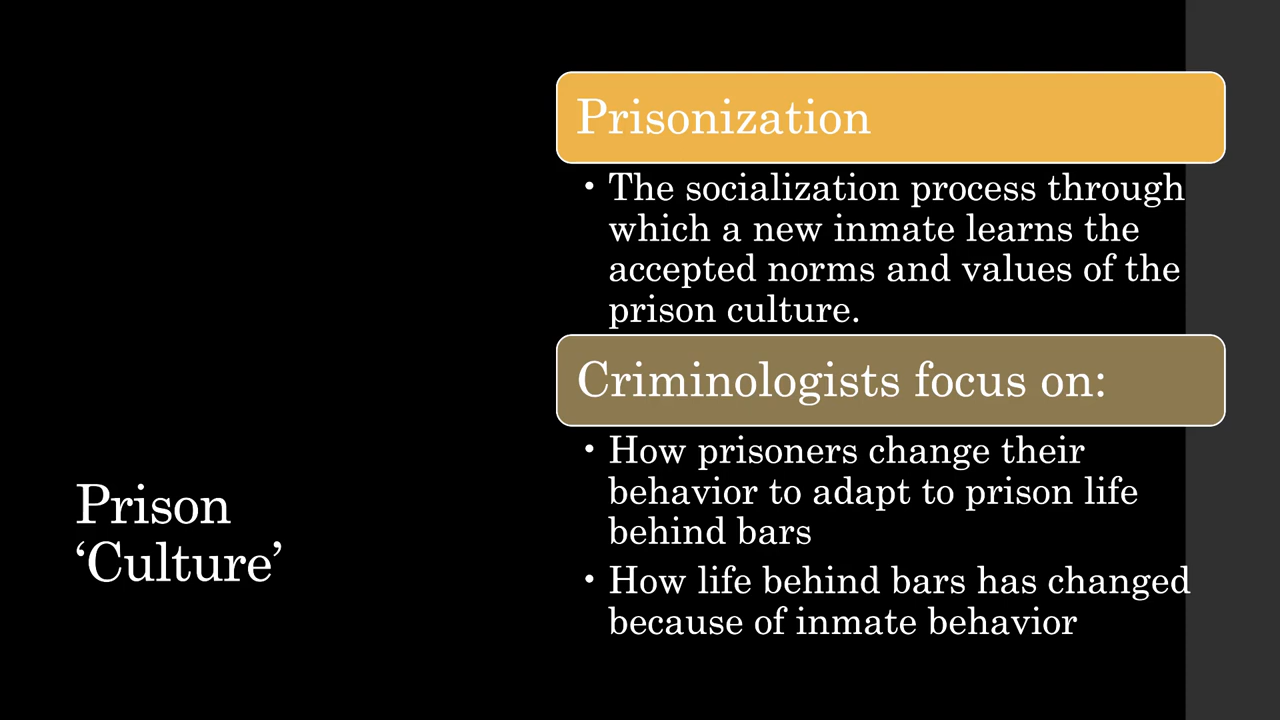 Prison
‘Culture’
Prisonization
• The socialization process through
which a new inmate learns the
accepted norms and values of the
prison culture.
Criminologists focus on:
• How prisoners change their
behavior to adapt to prison life
behind bars
• How life behind bars has changed
because of inmate behavior